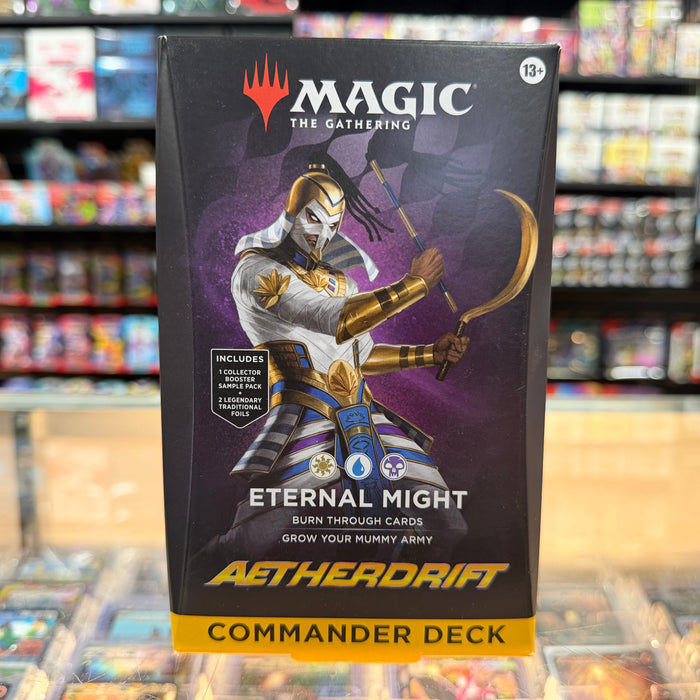 13+
MAGIC
THE GATHERING
INCLUDES
1 COLLECTOR
BOOSTER
SAMPLE PACK
+
2 LEGENDARY
TRADITIONAL
FOILS
ETERNAL MIGHT
BURN THROUGH CARDS
GROW YOUR MUMMY ARMY
AETHERDRIFT
COMMANDER DECK